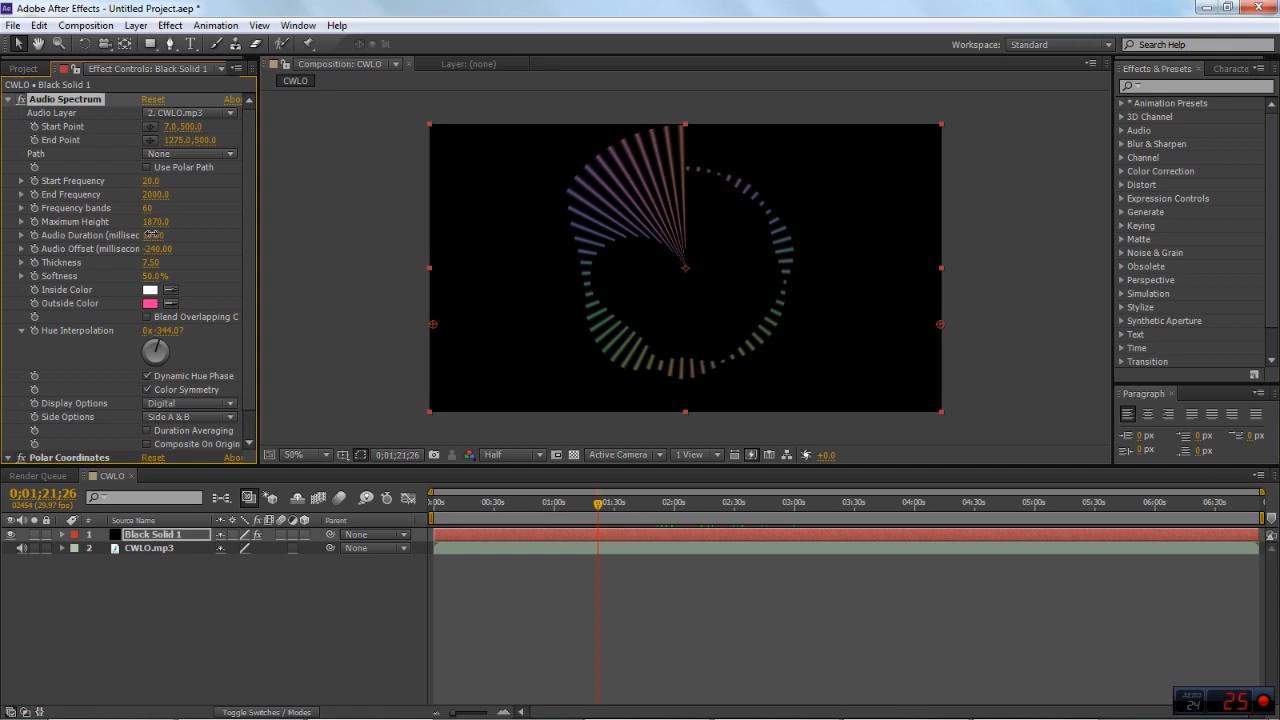 Adobe After Effects - Untitled Project.aep *
File Edit Composition Layer Effect Animation View Window Help
Workspace: Standard Search Help
Project Effect Controls: Black Solid 1 Composition: CWLO Layer: (none) Effects & Presets Characte
CWLO • Black Solid 1 CWLO
fx Audio Spectrum Reset Abo
Audio Layer 2. CWLO.mp3
Start Point 7.0,500.0
End Point 1275.0,500.0
Path None
Use Polar Path
Start Frequency 20.0
End Frequency 2000.0
Frequency bands 60
Maximum Height 1870.0
Audio Duration (millisec
Audio Offset (millisecon -240.00
Thickness 7.50
Softness 50.0%
Inside Color
Outside Color
Blend Overlapping C
Hue Interpolation 0x-344.0?
Dynamic Hue Phase
Color Symmetry
Display Options Digital
Side Options Side A & B
Duration Averaging
Composite On Origin
Polar Coordinates Reset Abo
50% 0;01;21;26 Half Active Camera 1 View +0.0
* Animation Presets
3D Channel
Audio
Blur & Sharpen
Channel
Color Correction
Distort
Expression Controls
Generate
Keying
Matte
Noise & Grain
Obsolete
Perspective
Simulation
Stylize
Synthetic Aperture
Text
Time
Transition
Paragraph
0 px 0 px 0 px
0 px 0 px
Render Queue CWLO
0;01;21;26
02454 (29.97 fps)
:00s 00:30s 01:00s 01:30s 02:00s 02:30s 03:00s 03:30s 04:00s 04:30s 05:00s 05:30s 06:00s 06:30s
# Source Name fx Parent
1 Black Solid 1 fx None
2 CWLO.mp3 None
Toggle Switches / Modes
AERO
24 25